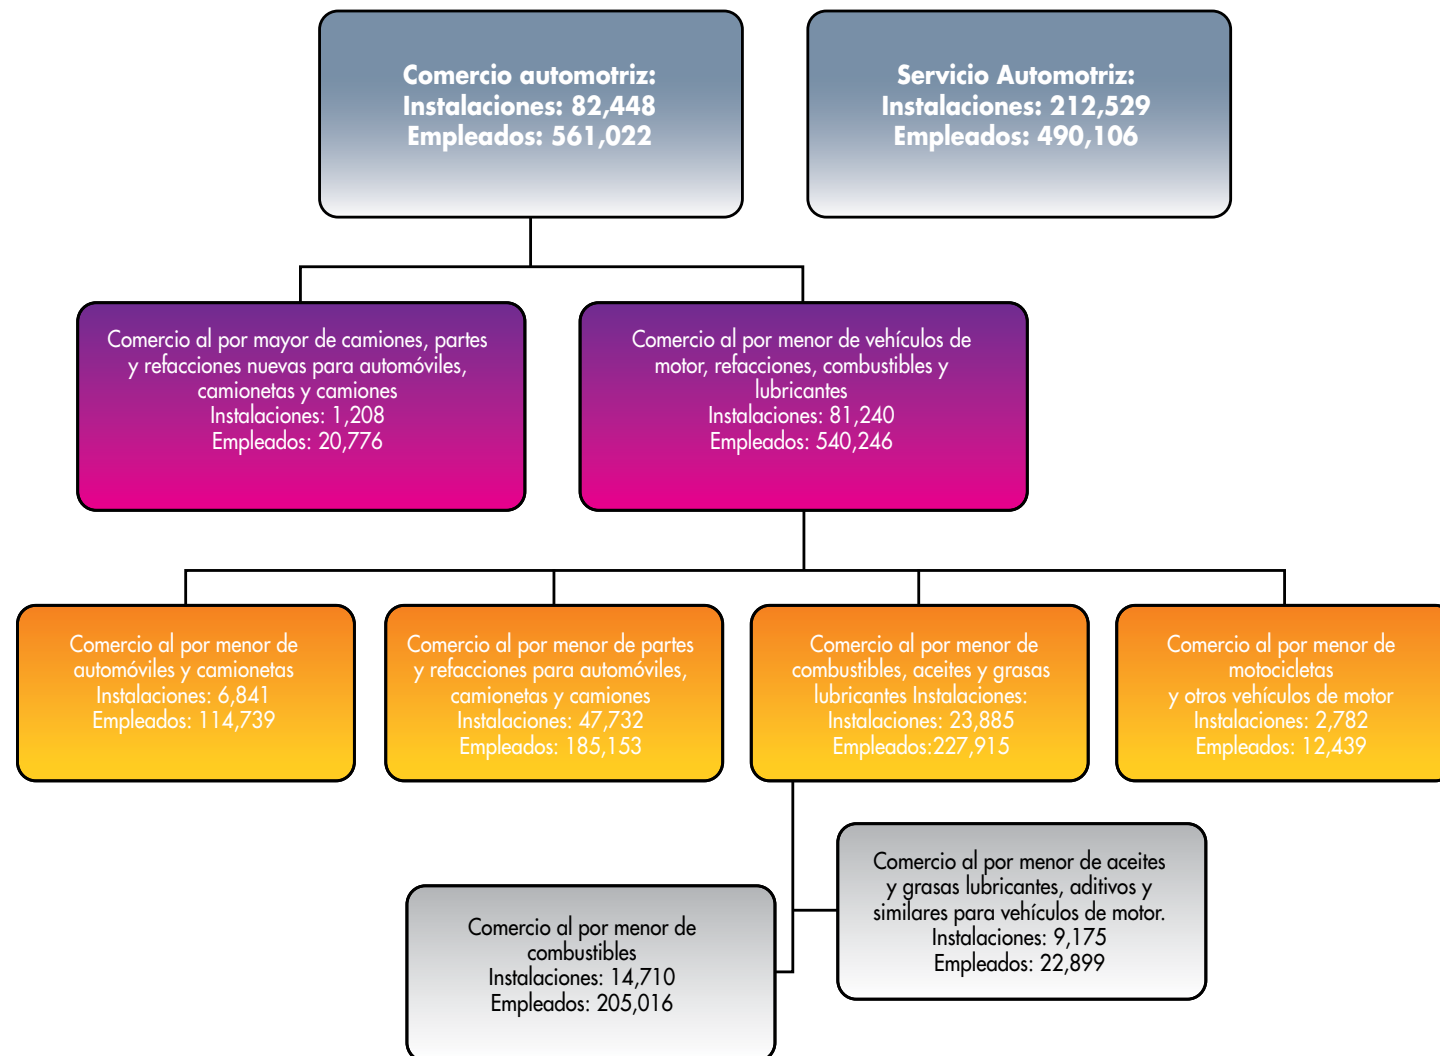 Comercio automotriz:
Instalaciones: 82,448
Empleados: 561,022
Servicio Automotriz:
Instalaciones: 212,529
Empleados: 490,106
Comercio al por mayor de camiones, partes
y refacciones nuevas para automóviles,
camionetas y camiones
Instalaciones: 1,208
Empleados: 20,776
Comercio al por menor de vehículos de
motor, refacciones, combustibles y
lubricantes
Instalaciones: 81,240
Empleados: 540,246
Comercio al por menor de
automóviles y camionetas
Instalaciones: 6,841
Empleados: 114,739
Comercio al por menor de partes
y refacciones para automóviles,
camionetas y camiones
Instalaciones: 47,732
Empleados: 185,153
Comercio al por menor de
combustibles, aceites y grasas
lubricantes Instalaciones:
Instalaciones: 23,885
Empleados:227,915
Comercio al por menor de
motocicletas
y otros vehículos de motor
Instalaciones: 2,782
Empleados: 12,439
Comercio al por menor de
combustibles
Instalaciones: 14,710
Empleados: 205,016
Comercio al por menor de aceites
y grasas lubricantes, aditivos y
similares para vehículos de motor.
Instalaciones: 9,175
Empleados: 22,899